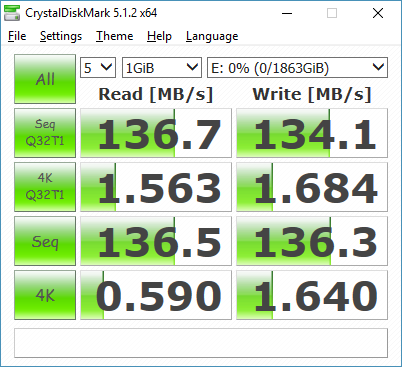 CrystalDiskMark 5.1.2 x64
File Settings Theme Help Language
All 5 1GiB E: 0% (0/1863GiB)
Read [MB/s] Write [MB/s]
Seq Q32T1 136.7 134.1
4K Q32T1 1.563 1.684
Seq 136.5 136.3
4K 0.590 1.640